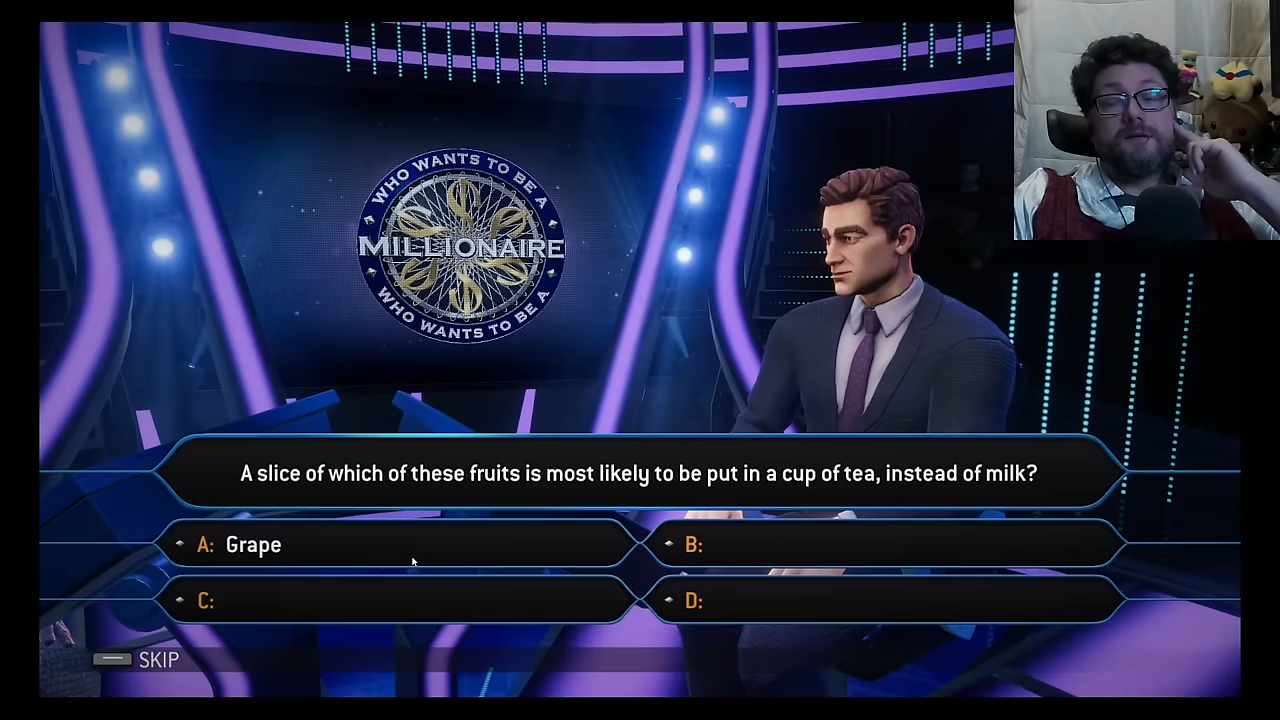 WHO WANTS TO BE A
MILLIONAIRE
WHO WANTS TO BE A
A slice of which of these fruits is most likely to be put in a cup of tea, instead of milk?
A: Grape
B:
C:
D:
SKIP